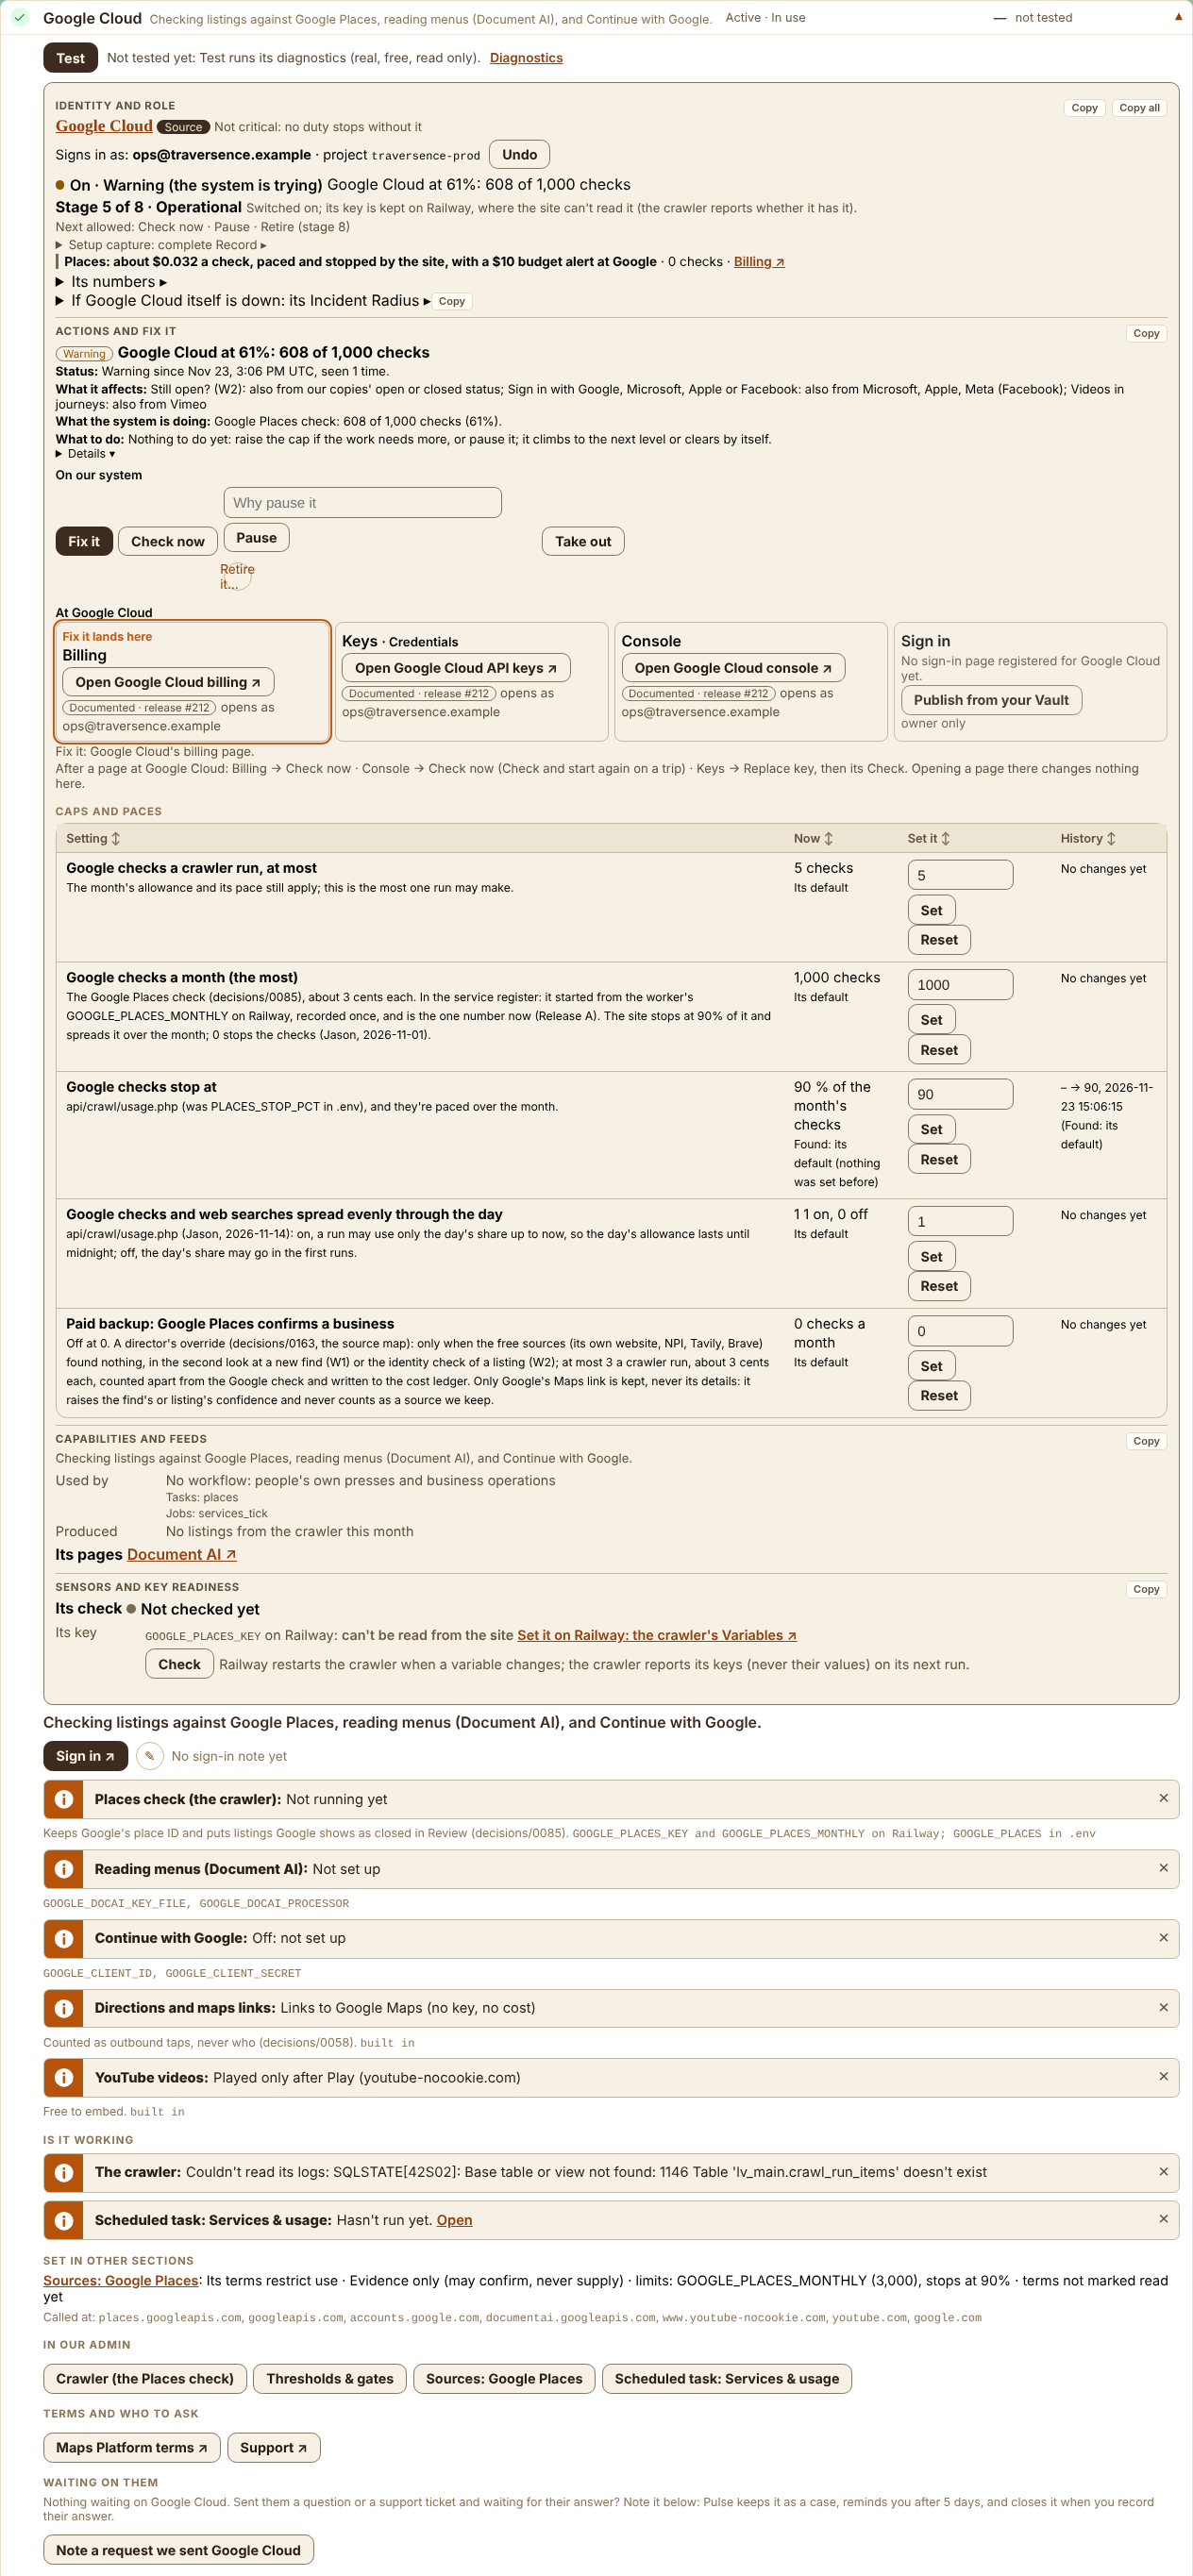 Google Cloud Checking listings against Google Places, reading menus (Document AI), and Continue with Google. Active · In use — not tested ▲
Test Not tested yet: Test runs its diagnostics (real, free, read only). Diagnostics
IDENTITY AND ROLE Copy Copy all
Google Cloud Source Not critical: no duty stops without it
Signs in as: ops@traversence.example · project traversence-prod Undo
On · Warning (the system is trying) Google Cloud at 61%: 608 of 1,000 checks
Stage 5 of 8 · Operational Switched on; its key is kept on Railway, where the site can't read it (the crawler reports whether it has it).
Next allowed: Check now · Pause · Retire (stage 8)
▶ Setup capture: complete Record ▸
Places: about $0.032 a check, paced and stopped by the site, with a $10 budget alert at Google · 0 checks · Billing ↗
▶ Its numbers ▸
▶ If Google Cloud itself is down: its Incident Radius ▸ Copy
ACTIONS AND FIX IT Copy
Warning Google Cloud at 61%: 608 of 1,000 checks
Status: Warning since Nov 23, 3:06 PM UTC, seen 1 time.
What it affects: Still open? (W2): also from our copies' open or closed status; Sign in with Google, Microsoft, Apple or Facebook: also from Microsoft, Apple, Meta (Facebook); Videos in
journeys: also from Vimeo
What the system is doing: Google Places check: 608 of 1,000 checks (61%).
What to do: Nothing to do yet: raise the cap if the work needs more, or pause it; it climbs to the next level or clears by itself.
▶ Details ▾
On our system
Why pause it
Fix it Check now Pause Take out
Retire
it...
At Google Cloud
Fix it lands here
Billing
Open Google Cloud billing ↗
Documented · release #212 opens as
ops@traversence.example
Keys · Credentials
Open Google Cloud API keys ↗
Documented · release #212 opens as
ops@traversence.example
Console
Open Google Cloud console ↗
Documented · release #212 opens as
ops@traversence.example
Sign in
No sign-in page registered for Google Cloud
yet.
Publish from your Vault
owner only
Fix it: Google Cloud's billing page.
After a page at Google Cloud: Billing → Check now · Console → Check now (Check and start again on a trip) · Keys → Replace key, then its Check. Opening a page there changes nothing
here.
CAPS AND PACES
Setting ↕ Now ↕ Set it ↕ History ↕
Google checks a crawler run, at most
The month's allowance and its pace still apply; this is the most one run may make.
5 checks
Its default
5
Set
Reset
No changes yet
Google checks a month (the most)
The Google Places check (decisions/0085), about 3 cents each. In the service register: it started from the worker's
GOOGLE_PLACES_MONTHLY on Railway, recorded once, and is the one number now (Release A). The site stops at 90% of it and
spreads it over the month; 0 stops the checks (Jason, 2026-11-01).
1,000 checks
Its default
1000
Set
Reset
No changes yet
Google checks stop at
api/crawl/usage.php (was PLACES_STOP_PCT in .env), and they're paced over the month.
90 % of the
month's
checks
Found: its
default (nothing
was set before)
90
Set
Reset
– → 90, 2026-11-
23 15:06:15
(Found: its
default)
Google checks and web searches spread evenly through the day
api/crawl/usage.php (Jason, 2026-11-14): on, a run may use only the day's share up to now, so the day's allowance lasts until
midnight; off, the day's share may go in the first runs.
1 1 on, 0 off
Its default
1
Set
Reset
No changes yet
Paid backup: Google Places confirms a business
Off at 0. A director's override (decisions/0163, the source map): only when the free sources (its own website, NPI, Tavily, Brave)
found nothing, in the second look at a new find (W1) or the identity check of a listing (W2); at most 3 a crawler run, about 3 cents
each, counted apart from the Google check and written to the cost ledger. Only Google's Maps link is kept, never its details: it
raises the find's or listing's confidence and never counts as a source we keep.
0 checks a
month
Its default
0
Set
Reset
No changes yet
CAPABILITIES AND FEEDS Copy
Checking listings against Google Places, reading menus (Document AI), and Continue with Google.
Used by No workflow: people's own presses and business operations
Tasks: places
Jobs: services_tick
Produced No listings from the crawler this month
Its pages Document AI ↗
SENSORS AND KEY READINESS Copy
Its check Not checked yet
Its key GOOGLE_PLACES_KEY on Railway: can't be read from the site Set it on Railway: the crawler's Variables ↗
Check Railway restarts the crawler when a variable changes; the crawler reports its keys (never their values) on its next run.
Checking listings against Google Places, reading menus (Document AI), and Continue with Google.
Sign in ↗ ✎ No sign-in note yet
Places check (the crawler): Not running yet ×
Keeps Google's place ID and puts listings Google shows as closed in Review (decisions/0085). GOOGLE_PLACES_KEY and GOOGLE_PLACES_MONTHLY on Railway; GOOGLE_PLACES in .env
Reading menus (Document AI): Not set up ×
GOOGLE_DOCAI_KEY_FILE, GOOGLE_DOCAI_PROCESSOR
Continue with Google: Off: not set up ×
GOOGLE_CLIENT_ID, GOOGLE_CLIENT_SECRET
Directions and maps links: Links to Google Maps (no key, no cost) ×
Counted as outbound taps, never who (decisions/0058). built in
YouTube videos: Played only after Play (youtube-nocookie.com) ×
Free to embed. built in
IS IT WORKING
The crawler: Couldn't read its logs: SQLSTATE[42S02]: Base table or view not found: 1146 Table 'lv_main.crawl_run_items' doesn't exist ×
Scheduled task: Services & usage: Hasn't run yet. Open ×
SET IN OTHER SECTIONS
Sources: Google Places: Its terms restrict use · Evidence only (may confirm, never supply) · limits: GOOGLE_PLACES_MONTHLY (3,000), stops at 90% · terms not marked read
yet
Called at: places.googleapis.com, googleapis.com, accounts.google.com, documentai.googleapis.com, www.youtube-nocookie.com, youtube.com, google.com
IN OUR ADMIN
Crawler (the Places check) Thresholds & gates Sources: Google Places Scheduled task: Services & usage
TERMS AND WHO TO ASK
Maps Platform terms ↗ Support ↗
WAITING ON THEM
Nothing waiting on Google Cloud. Sent them a question or a support ticket and waiting for their answer? Note it below: Pulse keeps it as a case, reminds you after 5 days, and closes it when you record
their answer.
Note a request we sent Google Cloud